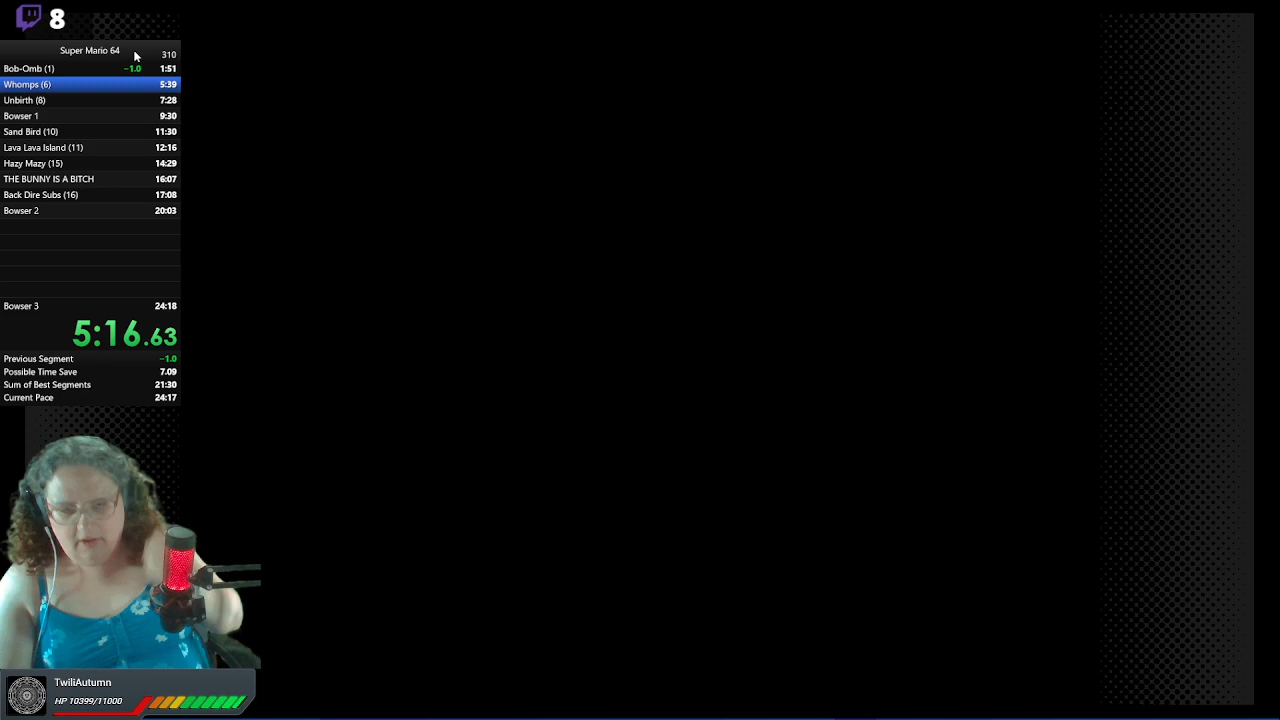 8
Super Mario 64
310
Bob-Omb (1) −1.0 1:51
Whomps (6) 5:39
Unbirth (8) 7:28
Bowser 1 9:30
Sand Bird (10) 11:30
Lava Lava Island (11) 12:16
Hazy Mazy (15) 14:29
THE BUNNY IS A BITCH 16:07
Back Dire Subs (16) 17:08
Bowser 2 20:03
Bowser 3 24:18
5:16.63
Previous Segment −1.0
Possible Time Save 7.09
Sum of Best Segments 21:30
Current Pace 24:17
TwiliAutumn
HP 10399/11000